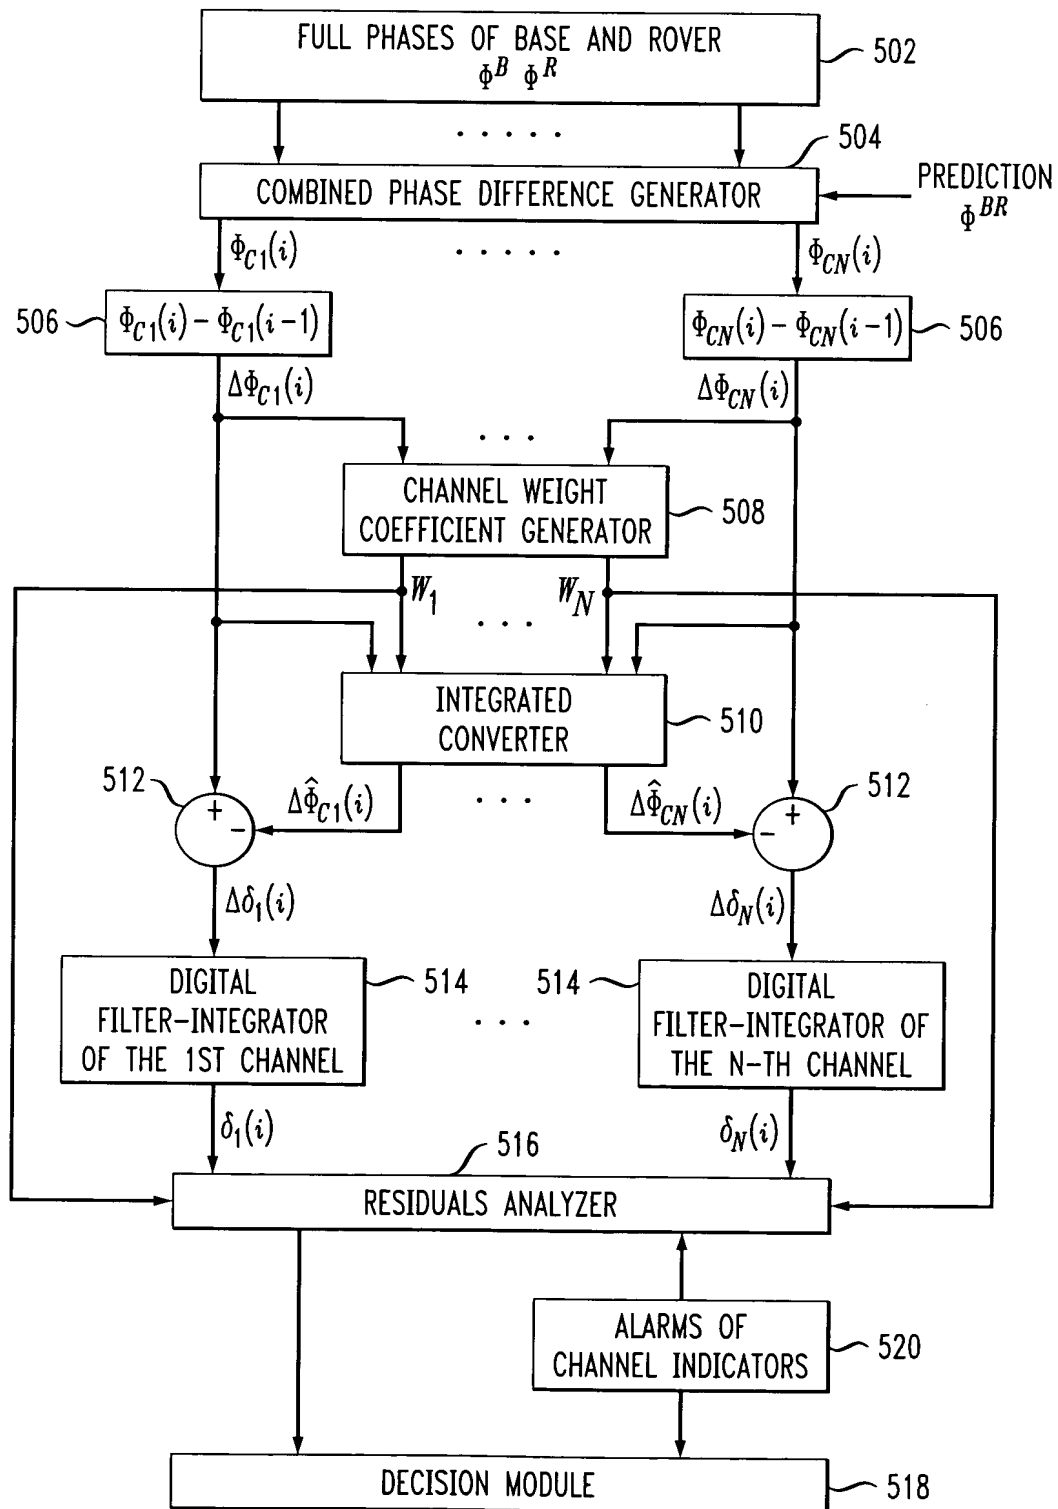 FULL PHASES OF BASE AND ROVER
Φ^B Φ^R
502
. . . . .
504
COMBINED PHASE DIFFERENCE GENERATOR
PREDICTION
Φ^BR
Φ_C1(i)
. . . . .
Φ_CN(i)
506
Φ_C1(i) − Φ_C1(i−1)
Φ_CN(i) − Φ_CN(i−1)
506
ΔΦ_C1(i)
ΔΦ_CN(i)
. . .
CHANNEL WEIGHT
COEFFICIENT GENERATOR
508
W_1
W_N
. . .
INTEGRATED
CONVERTER
510
512
+
−
ΔΦ̂_C1(i)
. . .
ΔΦ̂_CN(i)
+
−
512
Δδ_1(i)
Δδ_N(i)
DIGITAL
FILTER-INTEGRATOR
OF THE 1ST CHANNEL
514
. . .
514
DIGITAL
FILTER-INTEGRATOR OF
THE N-TH CHANNEL
δ_1(i)
δ_N(i)
516
RESIDUALS ANALYZER
ALARMS OF
CHANNEL INDICATORS
520
DECISION MODULE
518